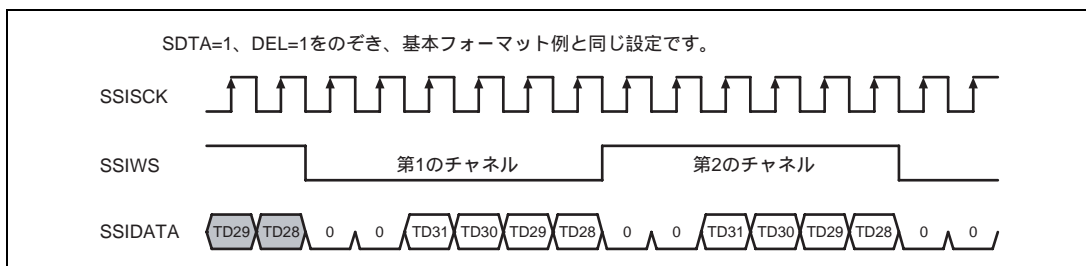 SDTA=1、DEL=1をのぞき、基本フォーマット例と同じ設定です。
SSISCK
SSIWS 第1のチャネル 第2のチャネル
SSIDATA TD29 TD28 0 0 TD31 TD30 TD29 TD28 0 0 TD31 TD30 TD29 TD28 0 0